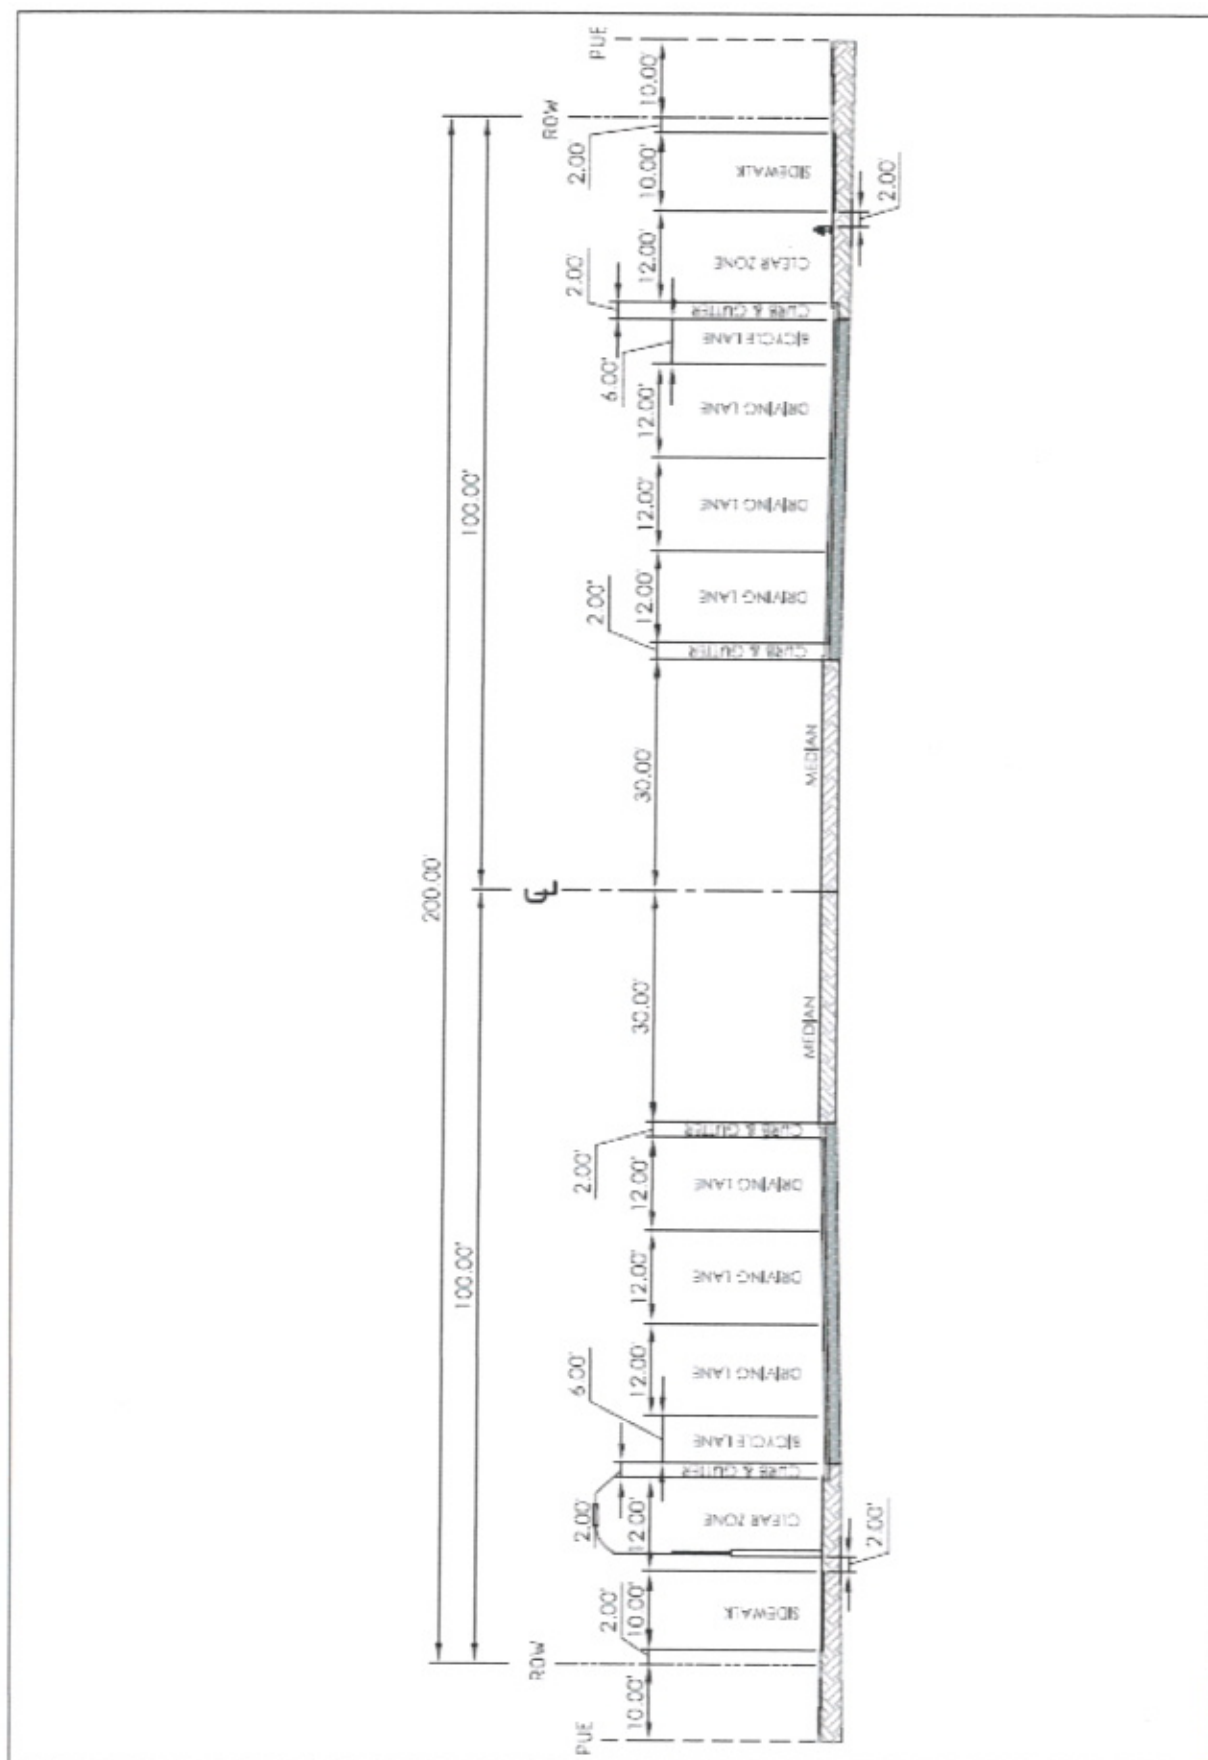 200.00'
100.00' 100.00'
ROW ℄ ROW
PUE 2.00' 2.00' 6.00' 2.00' 2.00' 6.00' 2.00' 2.00' PUE
10.00' 10.00' 12.00' 12.00' 12.00' 12.00' 30.00' 30.00' 12.00' 12.00' 12.00' 12.00' 10.00' 10.00'
SIDEWALK
CLEAR ZONE
CURB & GUTTER
BICYCLE LANE
DRIVING LANE
DRIVING LANE
DRIVING LANE
CURB & GUTTER
MEDIAN
MEDIAN
CURB & GUTTER
DRIVING LANE
DRIVING LANE
DRIVING LANE
BICYCLE LANE
CURB & GUTTER
CLEAR ZONE
SIDEWALK
2.00' 2.00'